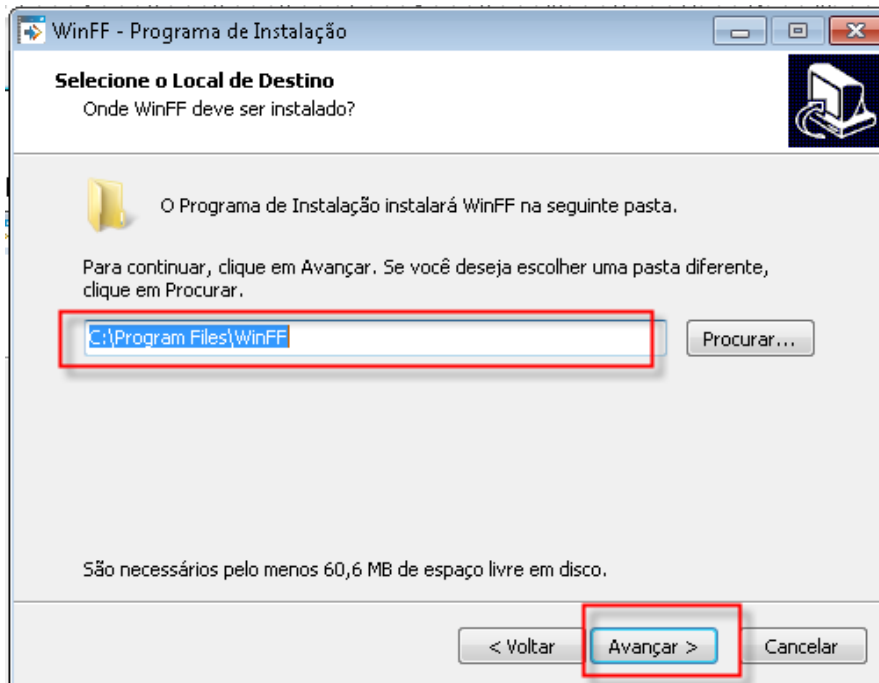 WinFF - Programa de Instalação
Selecione o Local de Destino
Onde WinFF deve ser instalado?
O Programa de Instalação instalará WinFF na seguinte pasta.
Para continuar, clique em Avançar. Se você deseja escolher uma pasta diferente,
clique em Procurar.
C:\Program Files\WinFF
Procurar...
São necessários pelo menos 60,6 MB de espaço livre em disco.
< Voltar
Avançar >
Cancelar